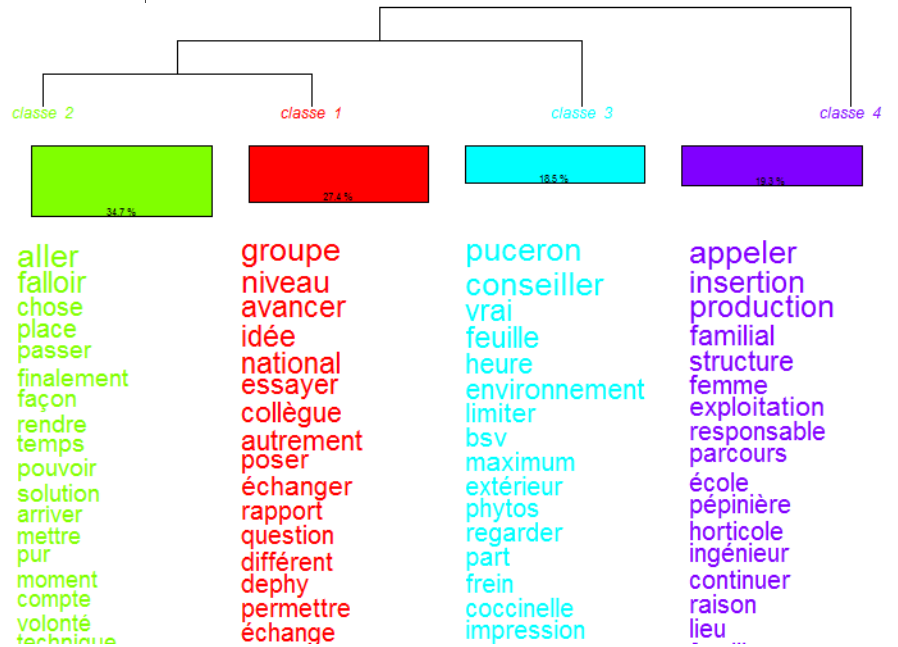 classe 2
classe 1
classe 3
classe 4
34.7 %
27.4 %
18.5 %
19.3 %
aller
falloir
chose
place
passer
finalement
façon
rendre
temps
pouvoir
solution
arriver
mettre
pur
moment
compte
volonté
technique
groupe
niveau
avancer
idée
national
essayer
collègue
autrement
poser
échanger
rapport
question
différent
dephy
permettre
échange
puceron
conseiller
vrai
feuille
heure
environnement
limiter
bsv
maximum
extérieur
phytos
regarder
part
frein
coccinelle
impression
appeler
insertion
production
familial
structure
femme
exploitation
responsable
parcours
école
pépinière
horticole
ingénieur
continuer
raison
lieu